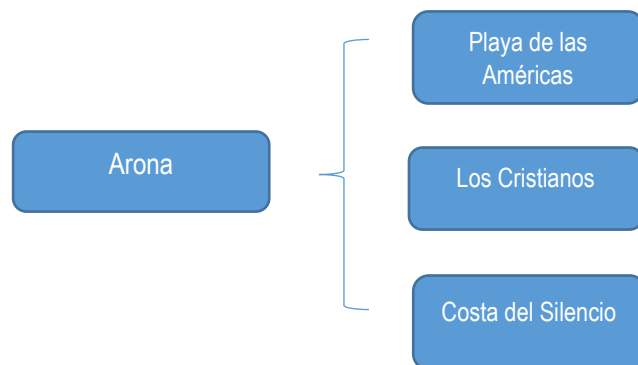 Arona
Playa de las
Américas
Los Cristianos
Costa del Silencio